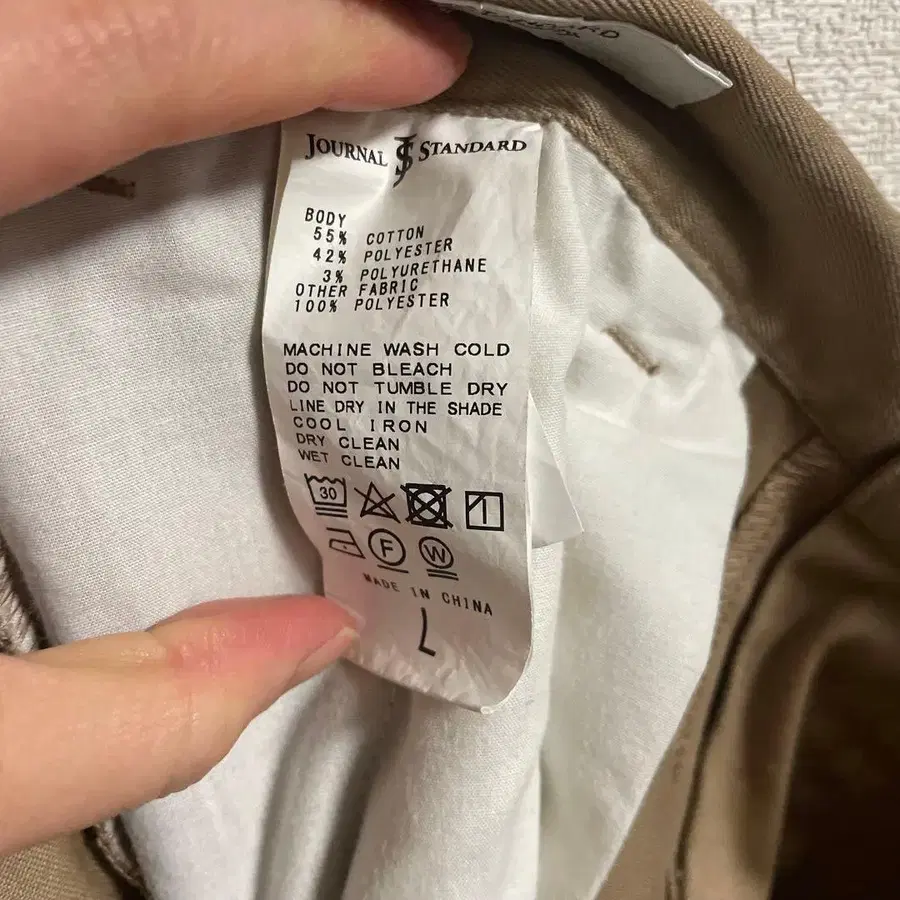 JOURNAL JS STANDARD
BODY
55% COTTON
42% POLYESTER
3% POLYURETHANE
OTHER FABRIC
100% POLYESTER
MACHINE WASH COLD
DO NOT BLEACH
DO NOT TUMBLE DRY
LINE DRY IN THE SHADE
COOL IRON
DRY CLEAN
WET CLEAN
30
F W
MADE IN CHINA
L